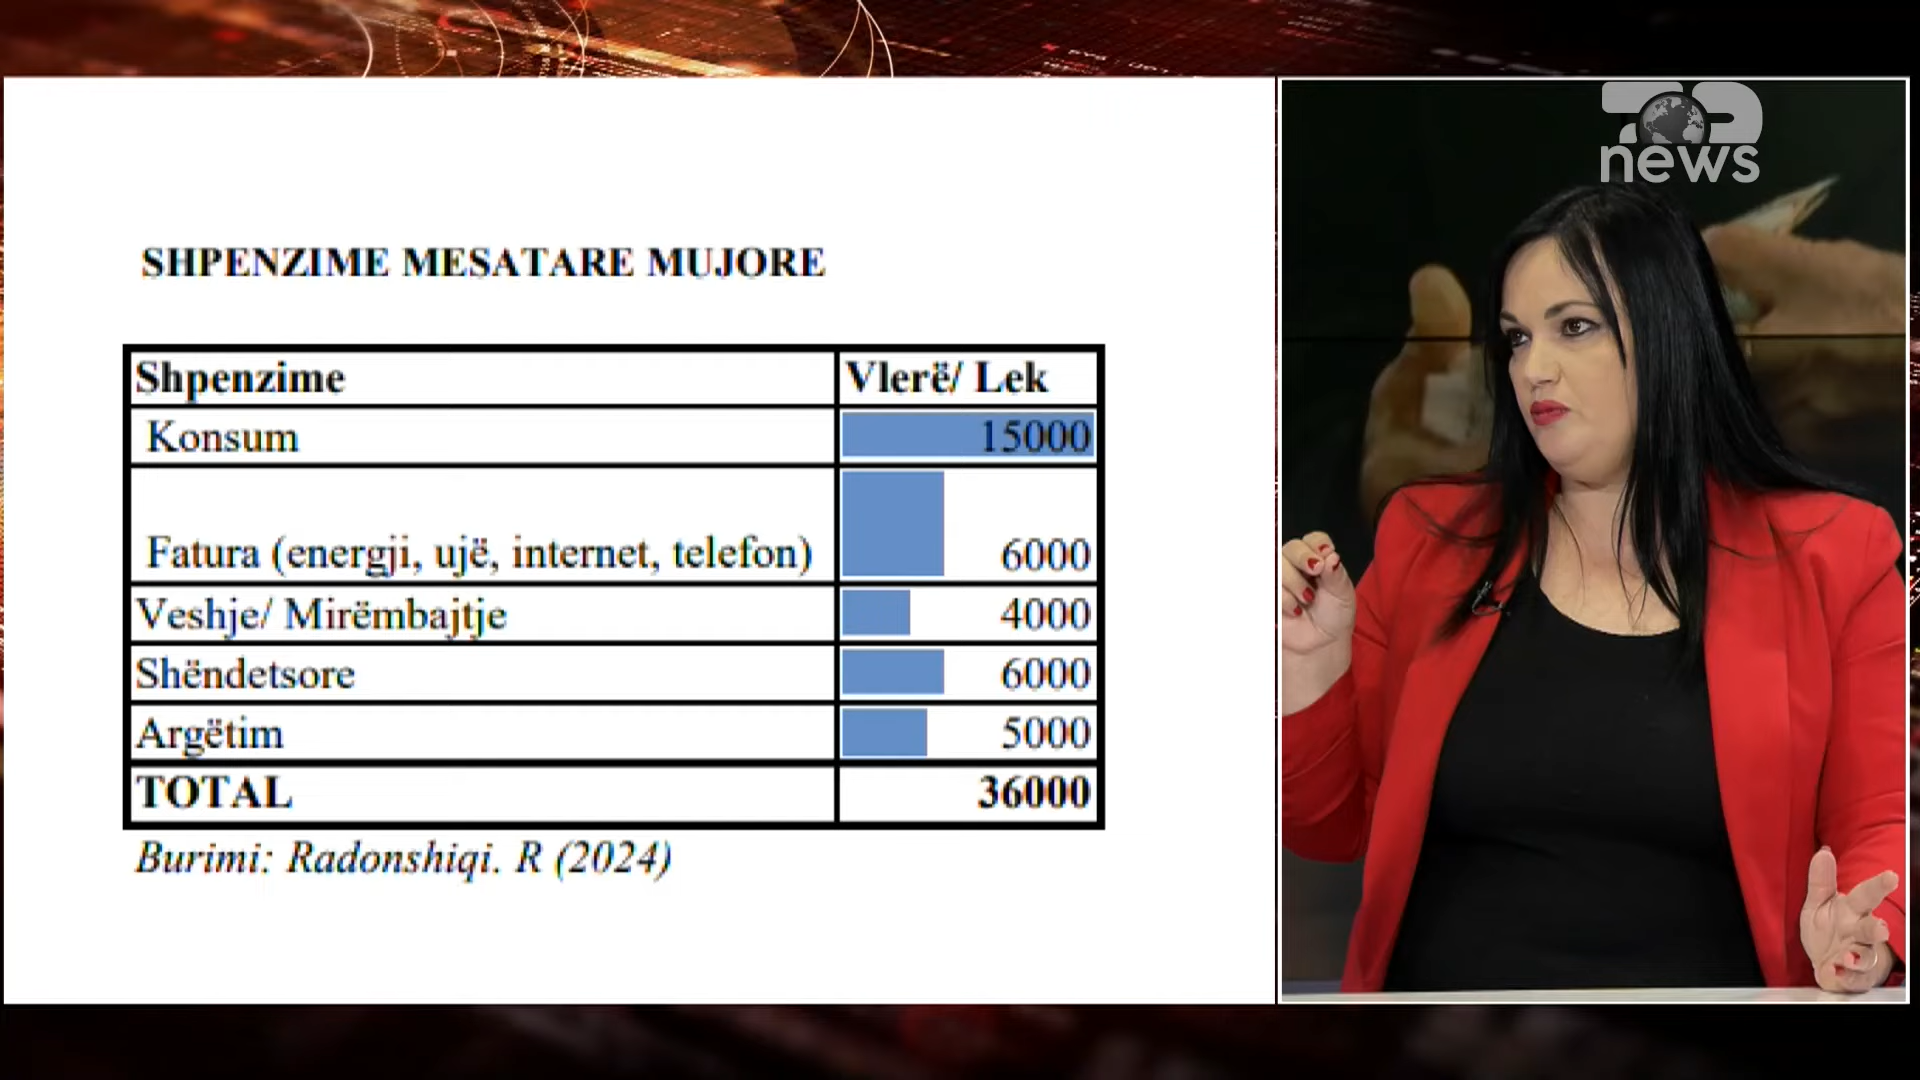 TOP
news
SHPENZIME MESATARE MUJORE
Shpenzime Vlerë/ Lek
Konsum 15000
Fatura (energji, ujë, internet, telefon) 6000
Veshje/ Mirëmbajtje 4000
Shëndetsore 6000
Argëtim 5000
TOTAL 36000
Burimi: Radonshiqi. R (2024)